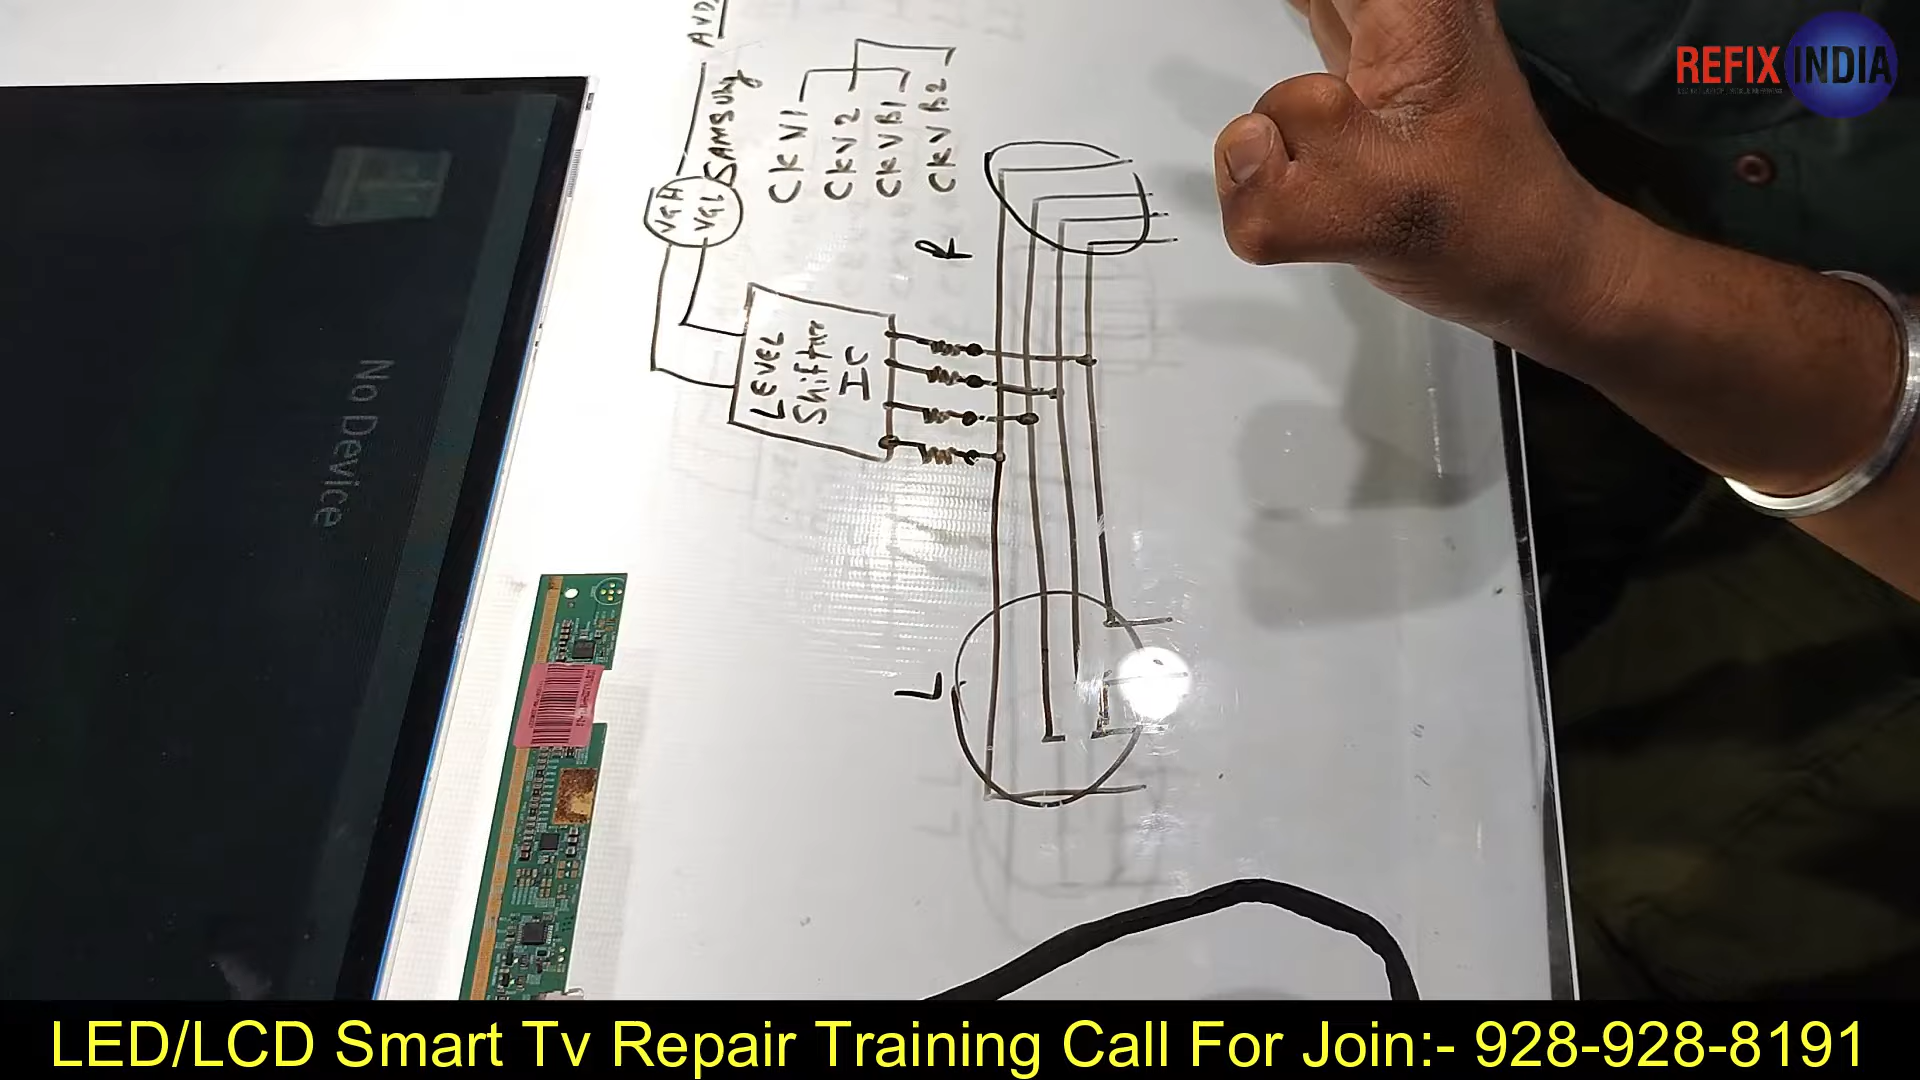 REFIX INDIA
AVD
SAMSUNG
VGH
VGL
CKV1
CKV2
CKVB1
CKVB2
R
LEVEL
Shifter
IC
L
No Device
LED/LCD Smart Tv Repair Training Call For Join:- 928-928-8191